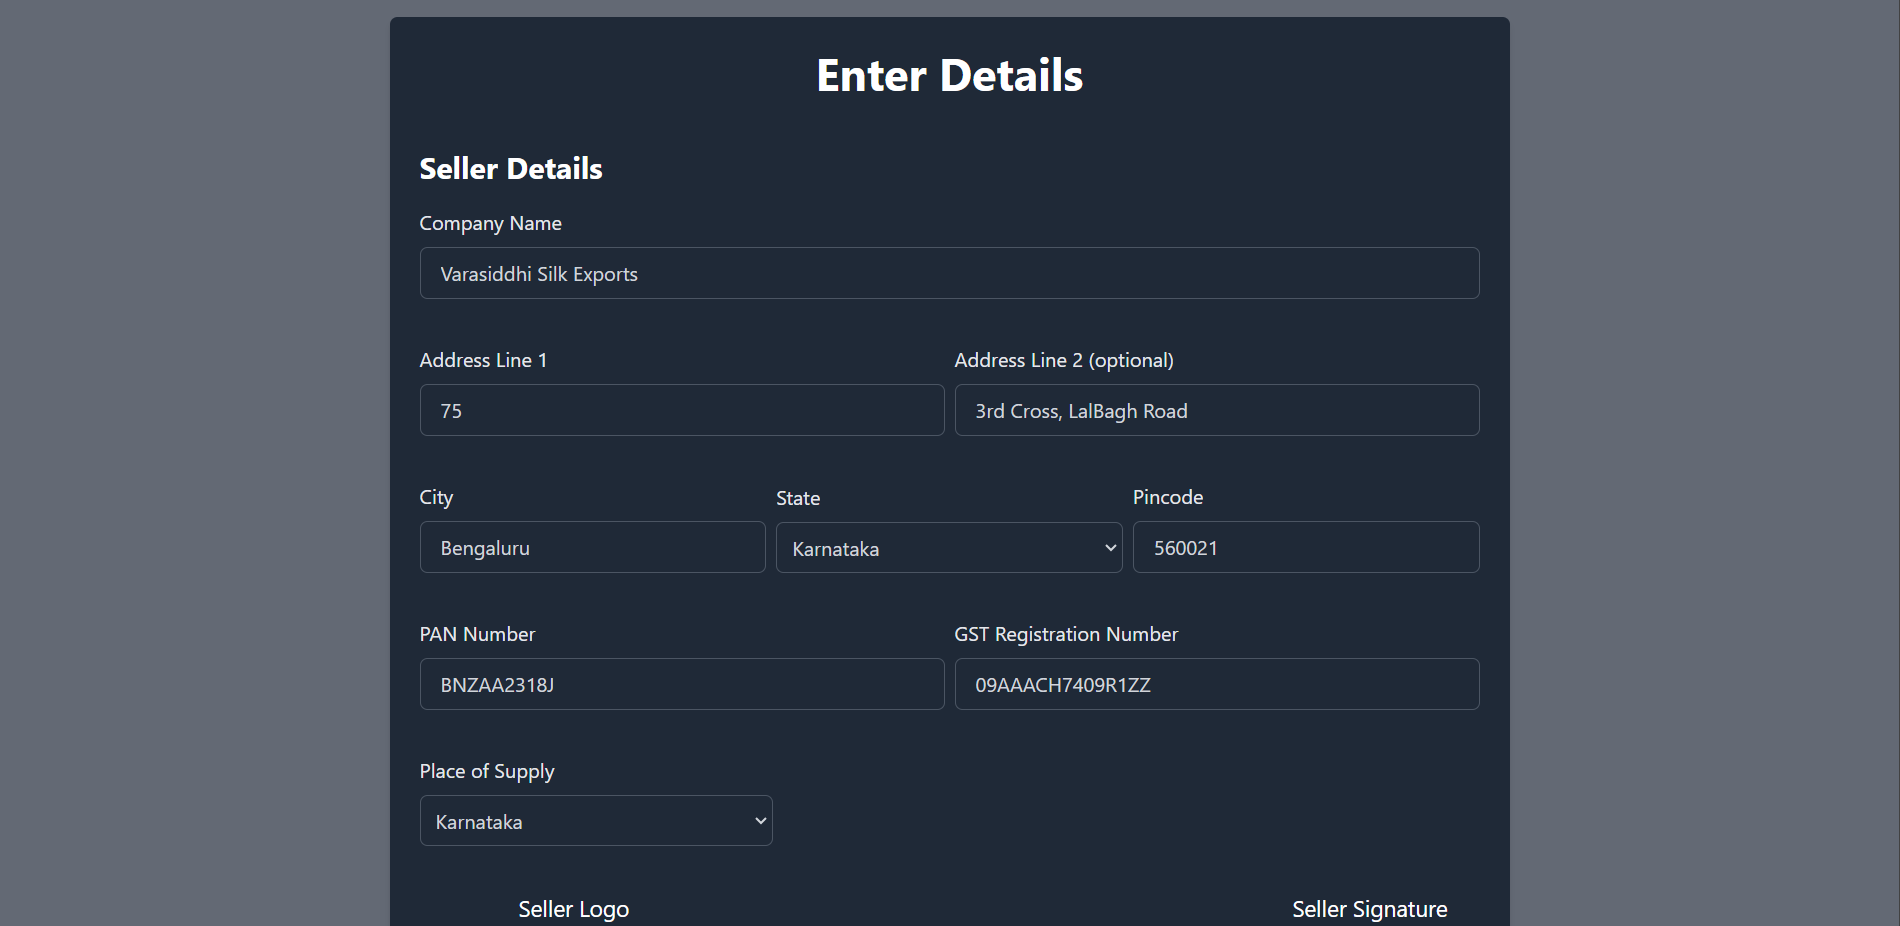 Enter Details
Seller Details
Company Name
Varasiddhi Silk Exports
Address Line 1 Address Line 2 (optional)
75 3rd Cross, LalBagh Road
City State Pincode
Bengaluru Karnataka 560021
PAN Number GST Registration Number
BNZAA2318J 09AAACH7409R1ZZ
Place of Supply
Karnataka
Seller Logo Seller Signature